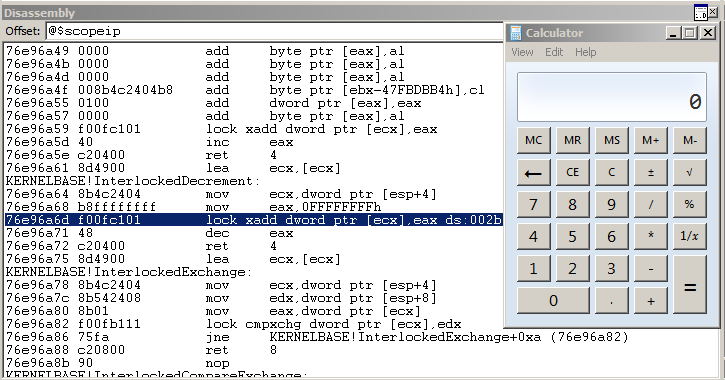 Disassembly
Offset: @$scopeip
76e96a49 0000 add byte ptr [eax],al
76e96a4b 0000 add byte ptr [eax],al
76e96a4d 0000 add byte ptr [eax],al
76e96a4f 008b4c2404b8 add byte ptr [ebx-47FBDBB4h],cl
76e96a55 0100 add dword ptr [eax],eax
76e96a57 0000 add byte ptr [eax],al
76e96a59 f00fc101 lock xadd dword ptr [ecx],eax
76e96a5d 40 inc eax
76e96a5e c20400 ret 4
76e96a61 8d4900 lea ecx,[ecx]
KERNELBASE!InterlockedDecrement:
76e96a64 8b4c2404 mov ecx,dword ptr [esp+4]
76e96a68 b8ffffffff mov eax,0FFFFFFFFh
76e96a6d f00fc101 lock xadd dword ptr [ecx],eax ds:002b
76e96a71 48 dec eax
76e96a72 c20400 ret 4
76e96a75 8d4900 lea ecx,[ecx]
KERNELBASE!InterlockedExchange:
76e96a78 8b4c2404 mov ecx,dword ptr [esp+4]
76e96a7c 8b542408 mov edx,dword ptr [esp+8]
76e96a80 8b01 mov eax,dword ptr [ecx]
76e96a82 f00fb111 lock cmpxchg dword ptr [ecx],edx
76e96a86 75fa jne KERNELBASE!InterlockedExchange+0xa (76e96a82)
76e96a88 c20800 ret 8
76e96a8b 90 nop
KERNELBASE!InterlockedCompareExchange:
Calculator
View Edit Help
0
MC MR MS M+ M-
← CE C ± √
7 8 9 / %
4 5 6 * 1/x
1 2 3 - =
0 . +